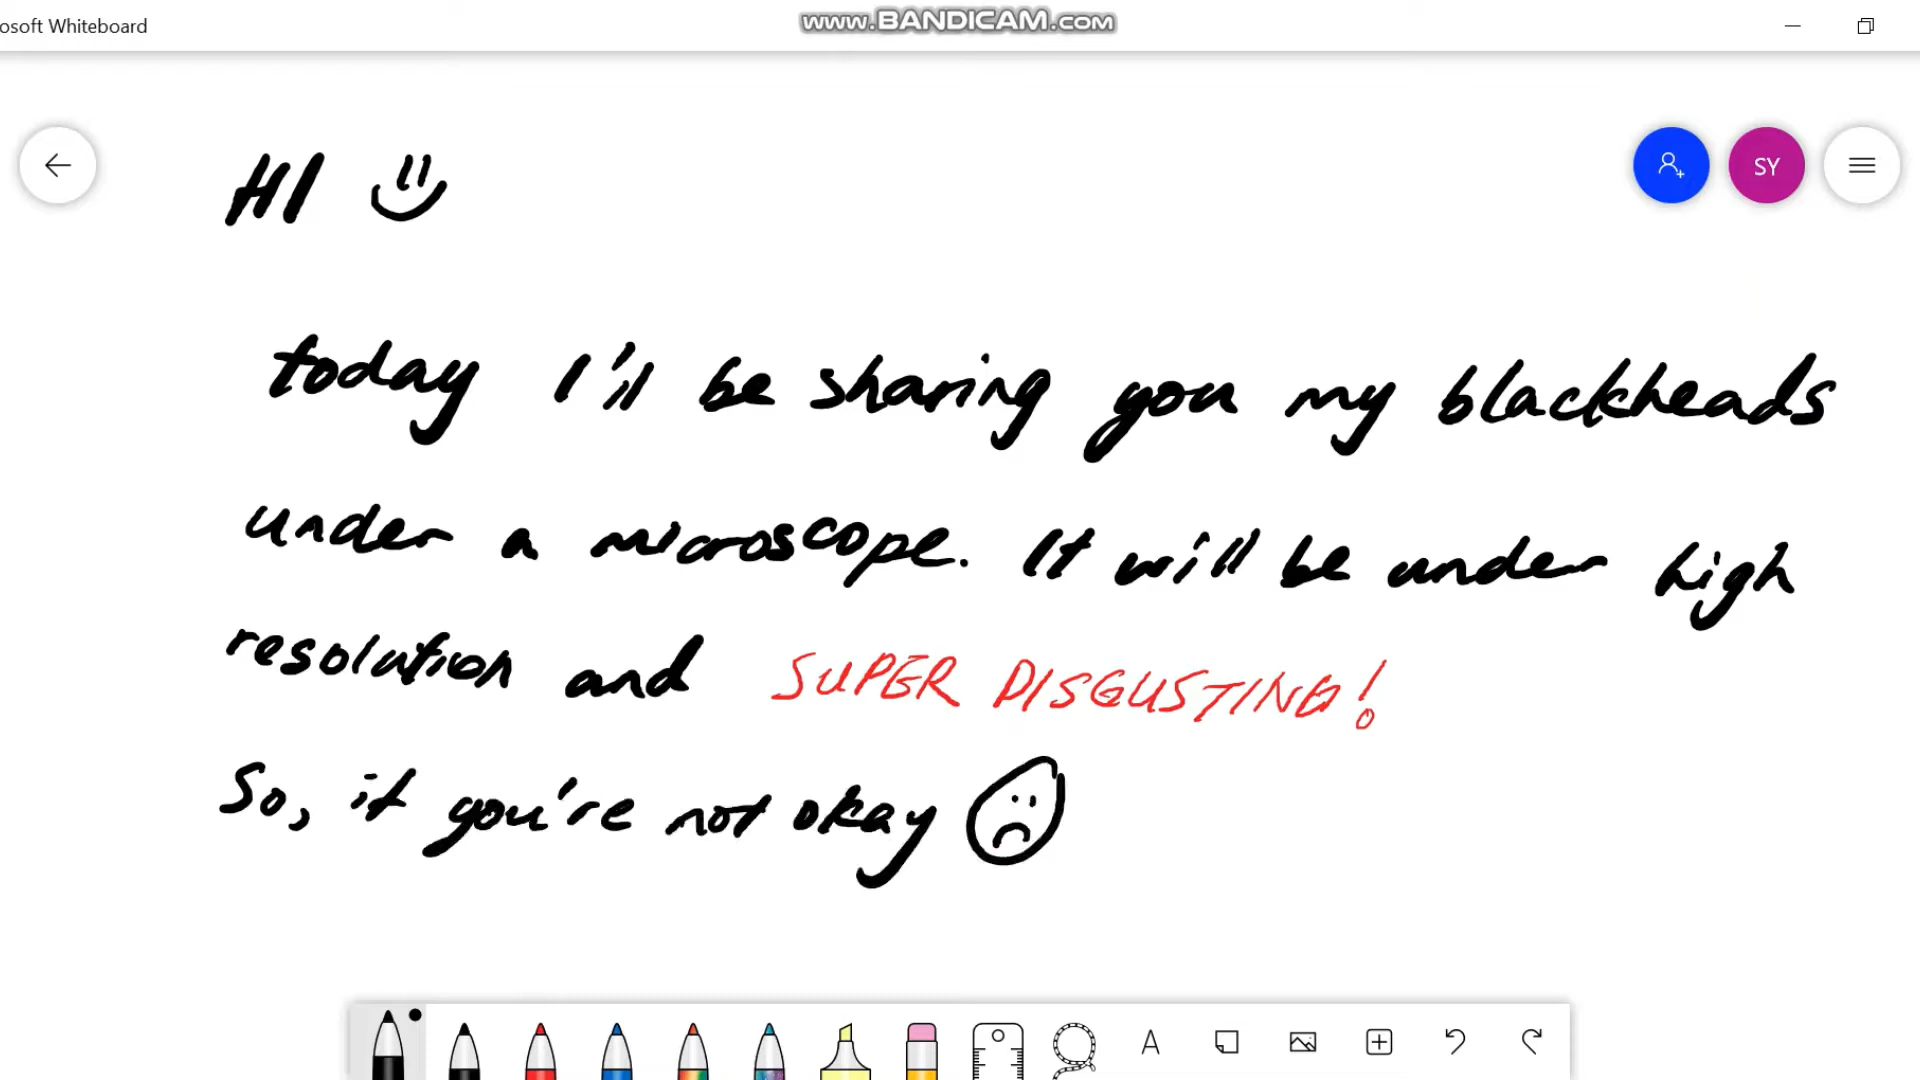 osoft Whiteboard
www.BANDICAM.com
SY
HI
today I'll be sharing you my blackheads
under a microscope. It will be under high
resolution and SUPER DISGUSTING!
So, if you're not okay
A